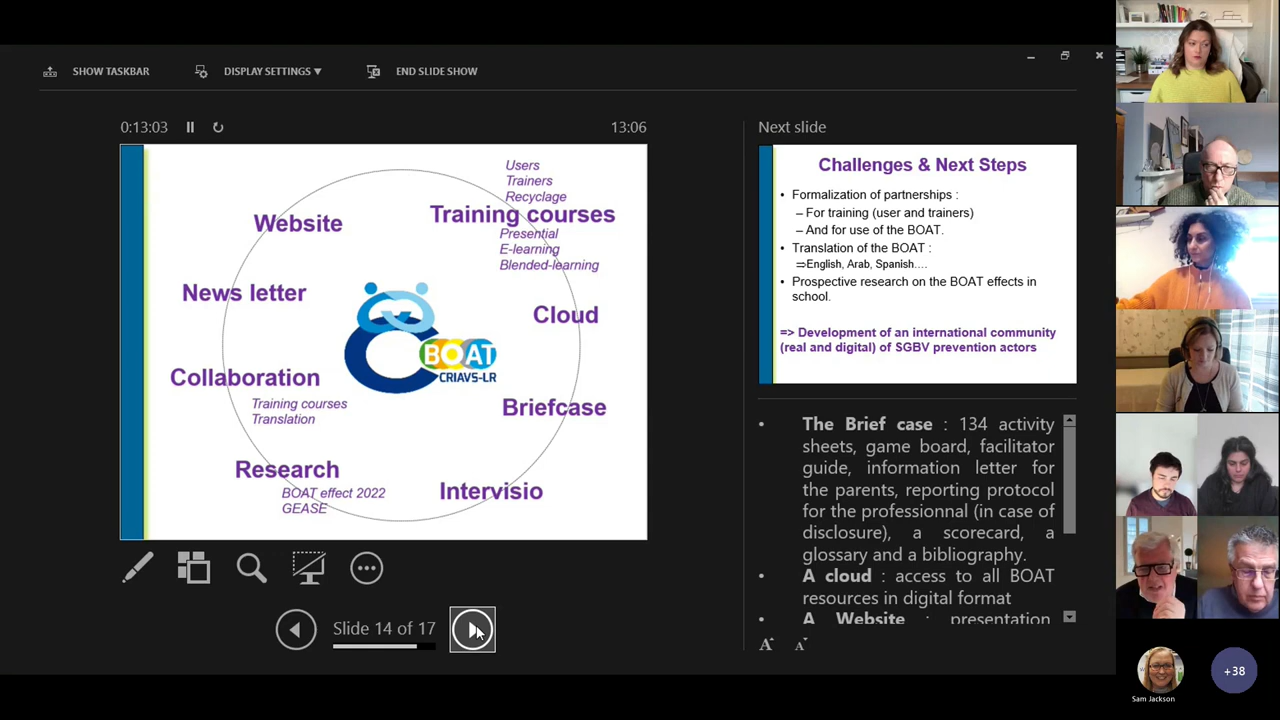 SHOW TASKBAR
DISPLAY SETTINGS ▼
END SLIDE SHOW
0:13:03
13:06
Users
Trainers
Recyclage
Training courses
Presential
E-learning
Blended-learning
Website
News letter
Cloud
BOAT
CRIAVS-LR
Collaboration
Training courses
Translation
Briefcase
Research
BOAT effect 2022
GEASE
Intervisio
Slide 14 of 17
Next slide
Challenges & Next Steps
• Formalization of partnerships :
– For training (user and trainers)
– And for use of the BOAT.
• Translation of the BOAT :
⇒English, Arab, Spanish....
• Prospective research on the BOAT effects in
school.
=> Development of an international community
(real and digital) of SGBV prevention actors
• The Brief case : 134 activity
sheets, game board, facilitator
guide, information letter for
the parents, reporting protocol
for the professionnal (in case of
disclosure), a scorecard, a
glossary and a bibliography.
• A cloud : access to all BOAT
resources in digital format
• A Website : presentation,
A A
Sam Jackson
+38